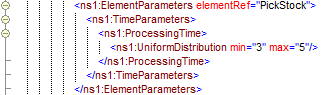 <ns1:ElementParameters elementRef="PickStock">
<ns1:TimeParameters>
<ns1:ProcessingTime>
<ns1:UniformDistribution min="3" max="5"/>
</ns1:ProcessingTime>
</ns1:TimeParameters>
</ns1:ElementParameters>